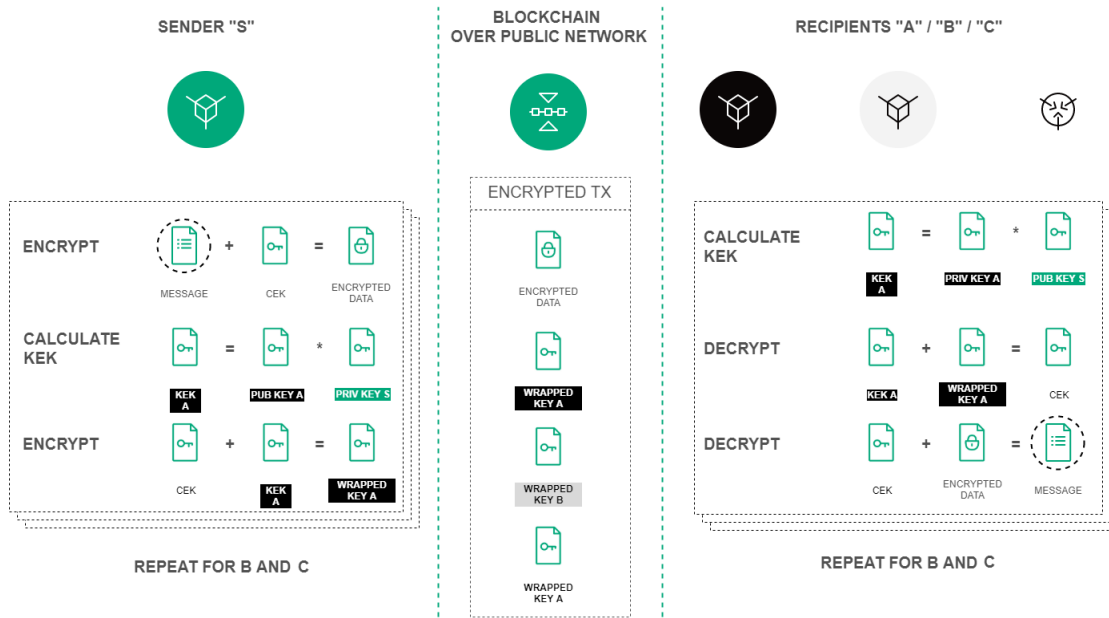 SENDER "S"
BLOCKCHAIN
OVER PUBLIC NETWORK
RECIPIENTS "A" / "B" / "C"
ENCRYPT
+
=
MESSAGE
CEK
ENCRYPTED
DATA
CALCULATE
KEK
=
*
KEK
A
PUB KEY A
PRIV KEY S
ENCRYPT
+
=
CEK
KEK
A
WRAPPED
KEY A
REPEAT FOR B AND C
ENCRYPTED TX
ENCRYPTED
DATA
WRAPPED
KEY A
WRAPPED
KEY B
WRAPPED
KEY A
CALCULATE
KEK
=
*
KEK
A
PRIV KEY A
PUB KEY S
DECRYPT
+
=
KEK A
WRAPPED
KEY A
CEK
DECRYPT
+
=
CEK
ENCRYPTED
DATA
MESSAGE
REPEAT FOR B AND C